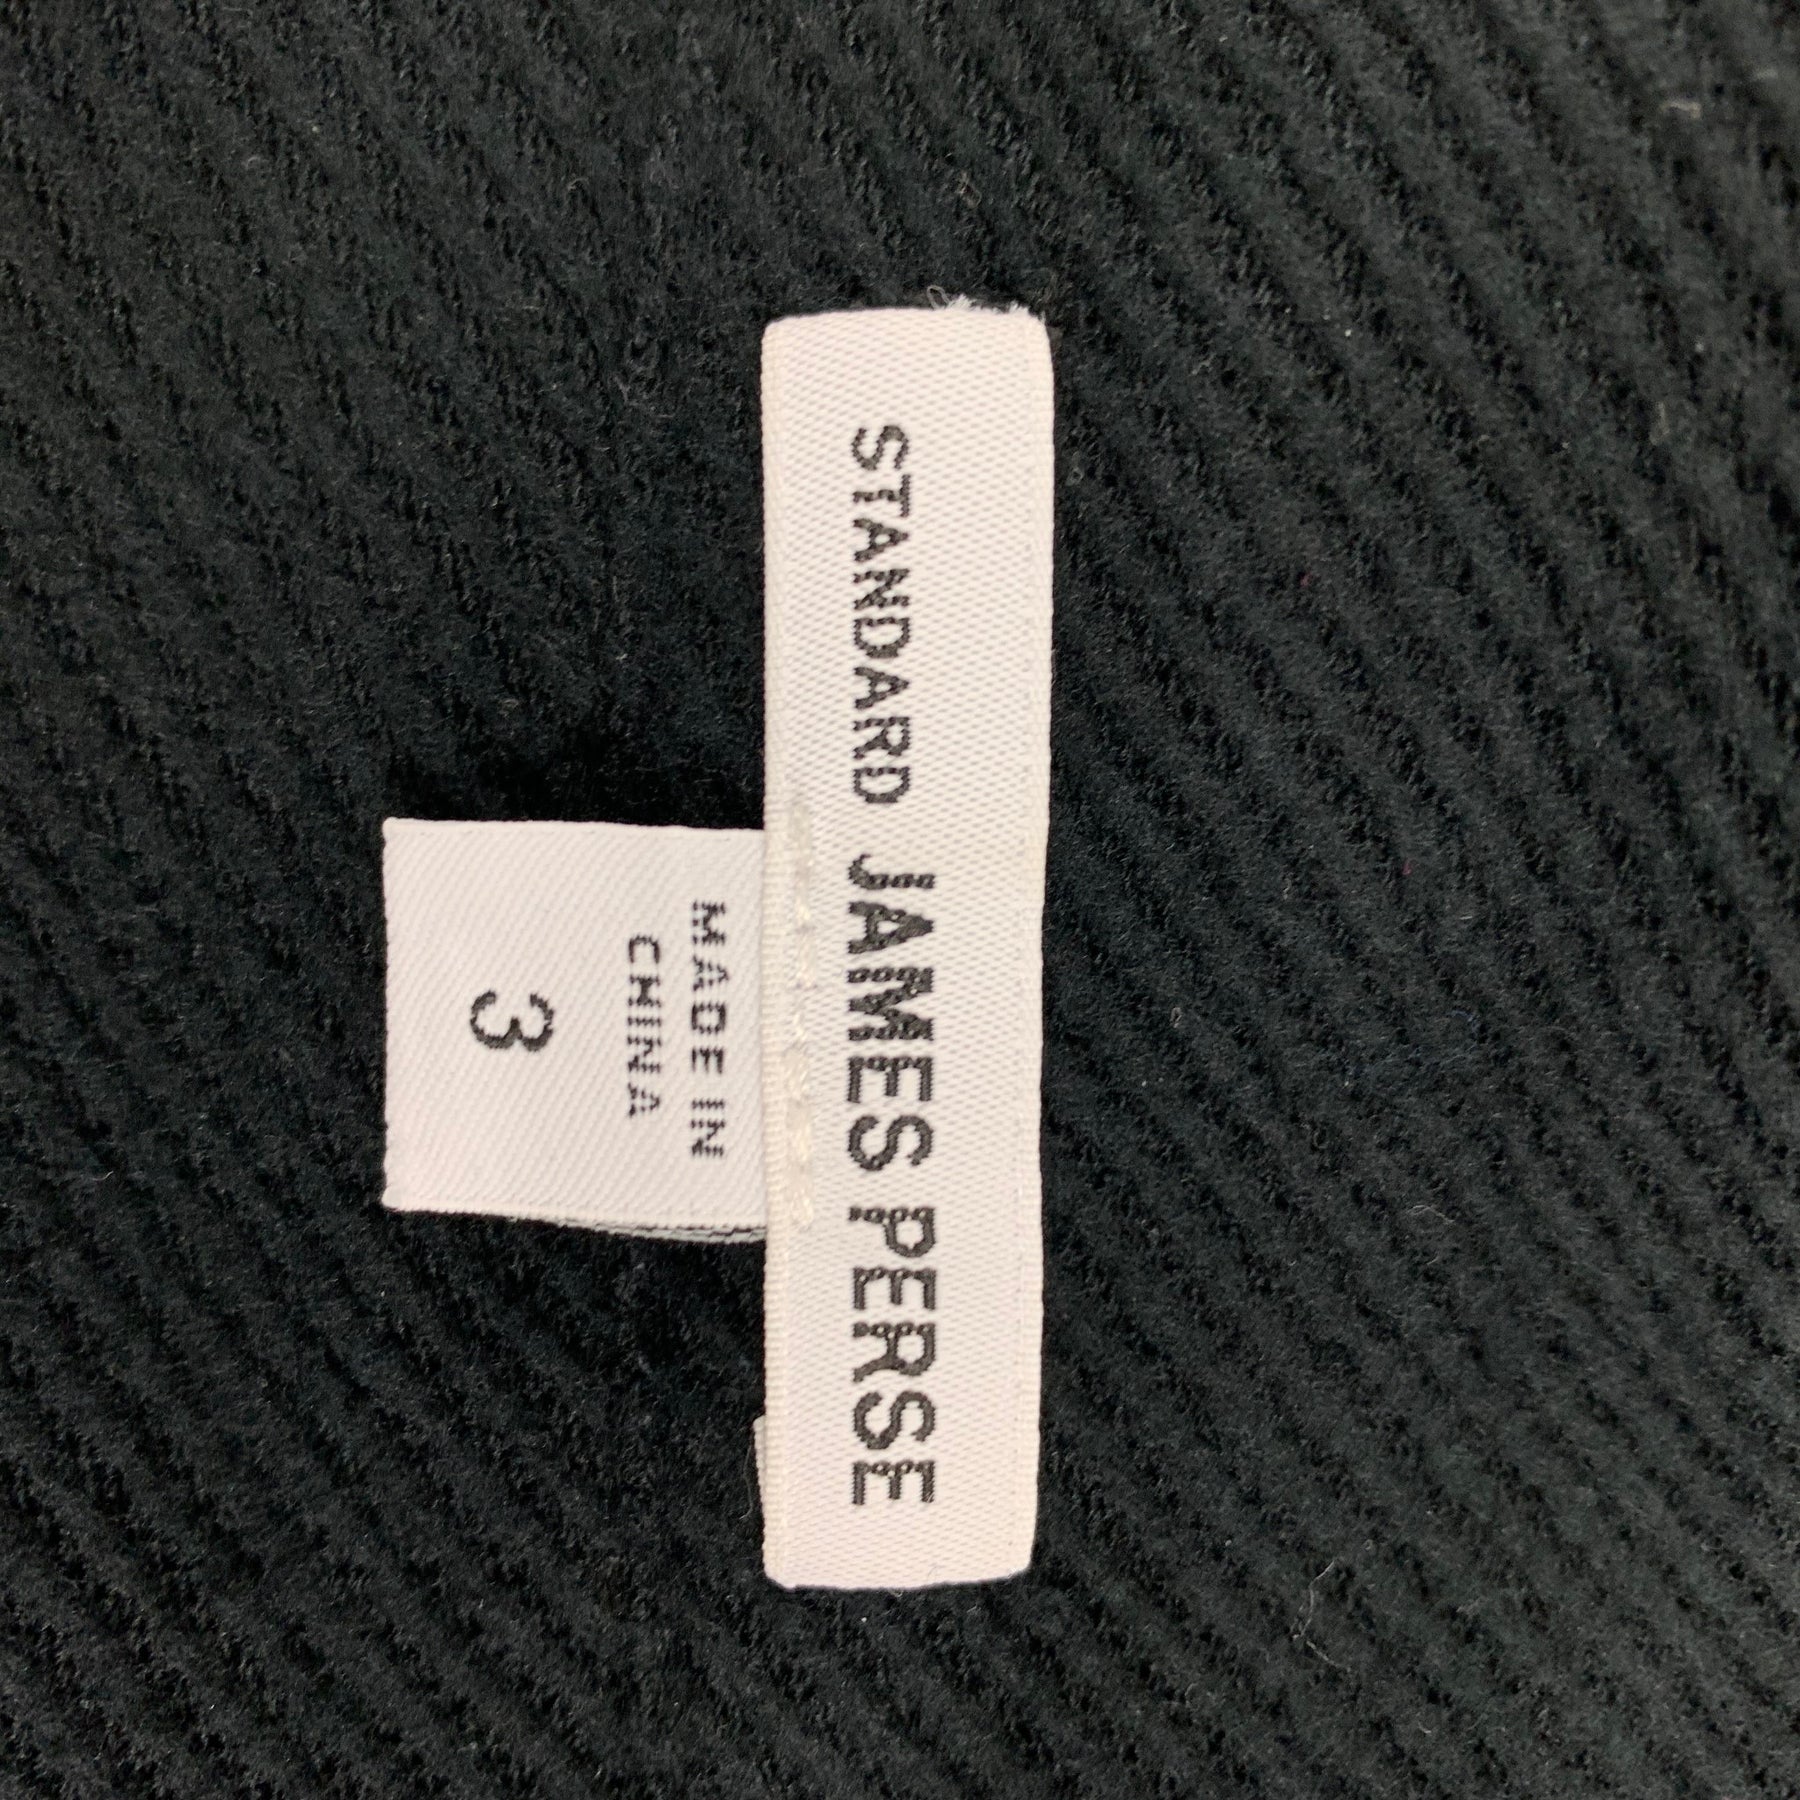 STANDARD JAMES PERSE
MADE IN
CHINA
3